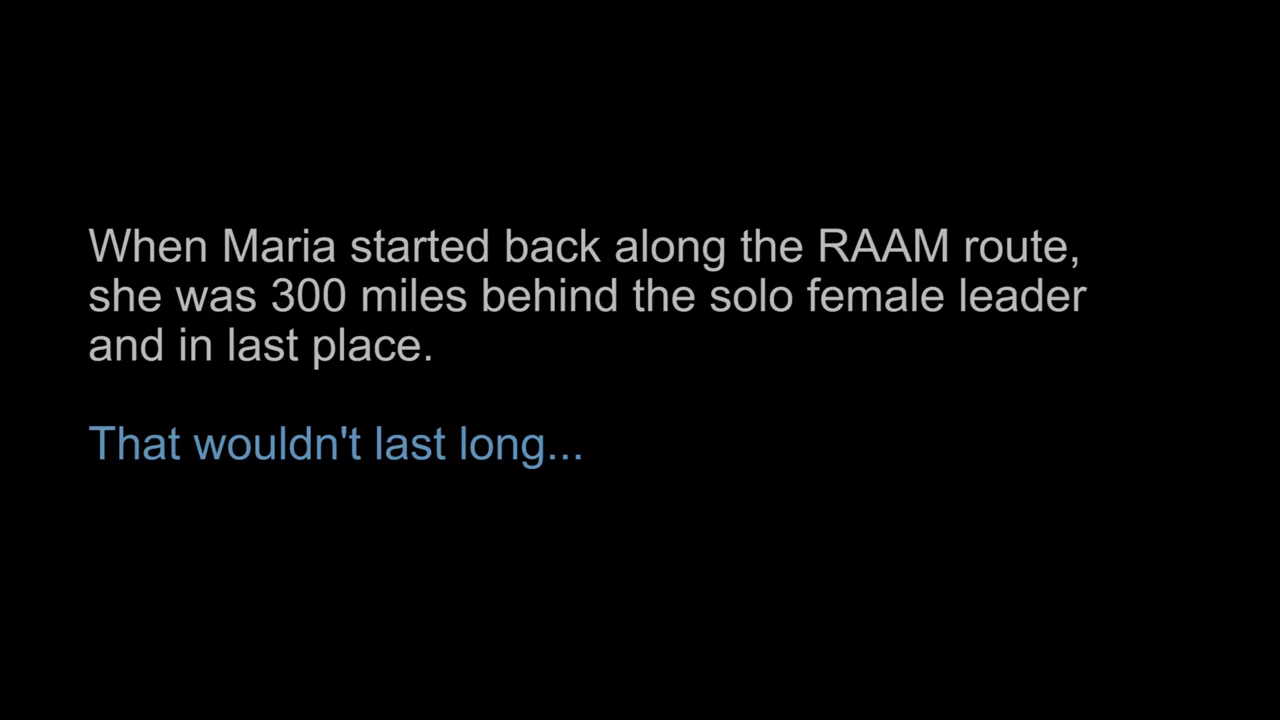 When Maria started back along the RAAM route,
she was 300 miles behind the solo female leader
and in last place.
That wouldn't last long...